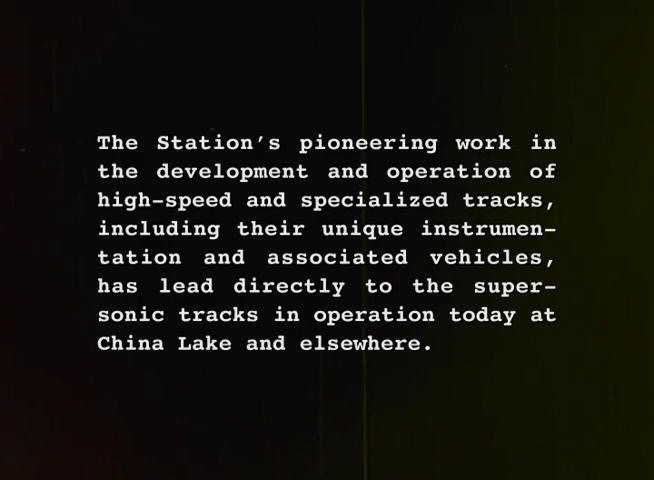 The Station's pioneering work in
the development and operation of
high-speed and specialized tracks,
including their unique instrumen-
tation and associated vehicles,
has lead directly to the super-
sonic tracks in operation today at
China Lake and elsewhere.